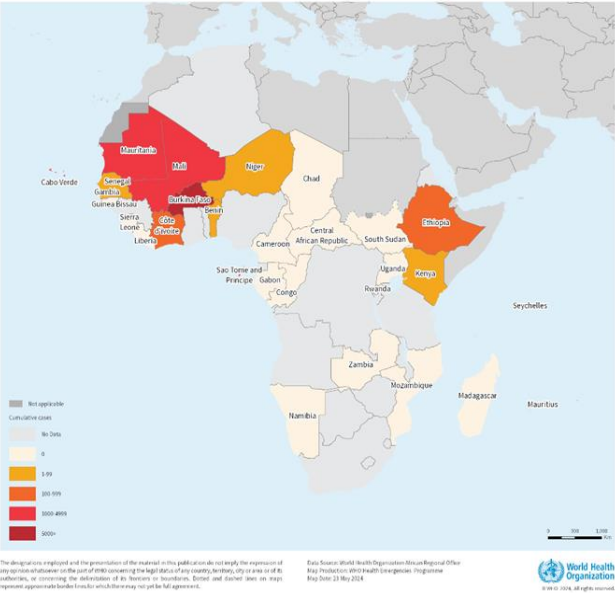 Mauritania
Mali
Niger
Chad
Cabo Verde
Senegal
Gambia
Guinea Bissau
Burkina Faso
Benin
Sierra
Leone
Liberia
Côte
d'Ivoire
Ethiopia
Central
African Republic
South Sudan
Cameroon
Uganda
Kenya
Sao Tome and
Principe
Gabon
Congo
Rwanda
Seychelles
Zambia
Mozambique
Madagascar
Mauritius
Namibia
Not applicable
Cumulative cases
No Data
0
1-99
100-999
1000-4999
5000+
0
500
1,000
Km
The designations employed and the presentation of the material in this publication do not imply the expression of
any opinion whatsoever on the part of WHO concerning the legal status of any country, territory, city or area or of its
authorities, or concerning the delimitation of its frontiers or boundaries. Dotted and dashed lines on maps
represent approximate border lines for which there may not yet be full agreement.
Data Source: World Health Organization African Regional Office
Map Production: WHO Health Emergencies Programme
Map Date: 23 May 2024
World Health
Organization
© WHO 2024. All rights reserved.